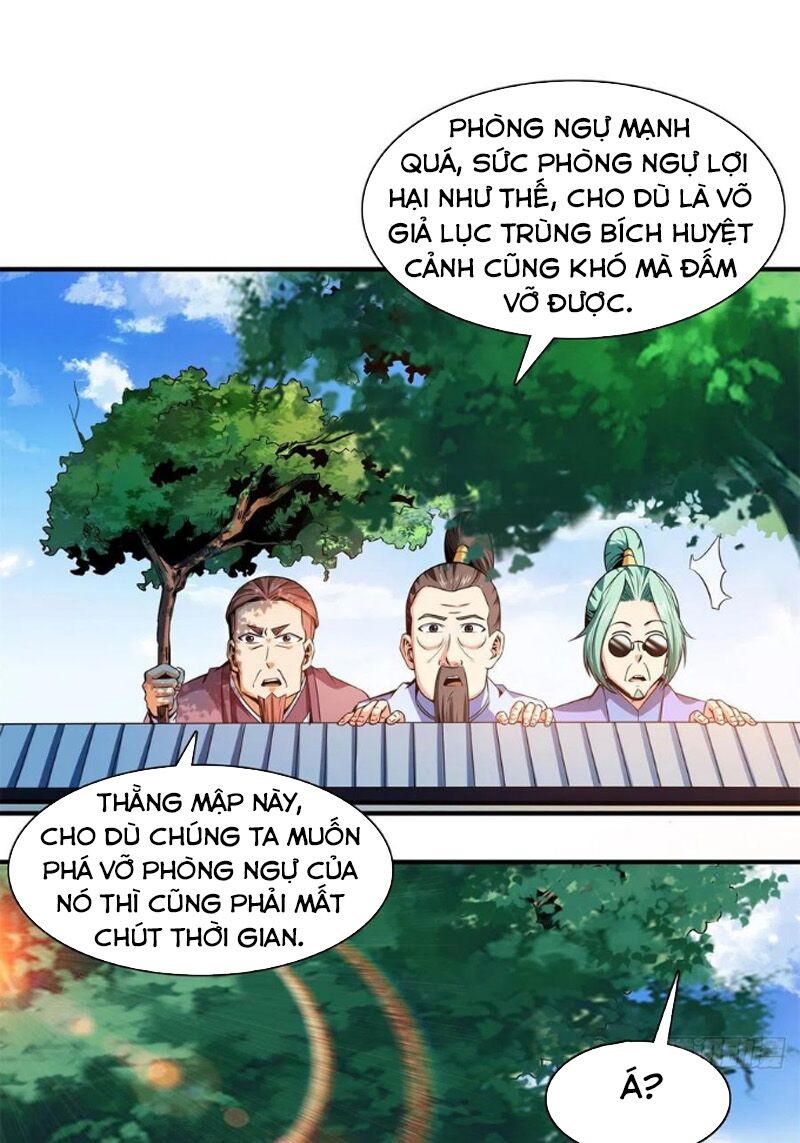 PHÒNG NGỰ MẠNH
QUÁ, SỨC PHÒNG NGỰ LỢI
HẠI NHƯ THẾ, CHO DÙ LÀ VÕ
GIẢ LỤC TRÙNG BÍCH HUYỆT
CẢNH CŨNG KHÓ MÀ ĐẤM
VỠ ĐƯỢC.
THẰNG MẬP NÀY,
CHO DÙ CHÚNG TA MUỐN
PHÁ VỠ PHÒNG NGỰ CỦA
NÓ THÌ CŨNG PHẢI MẤT
CHÚT THỜI GIAN.
Á?